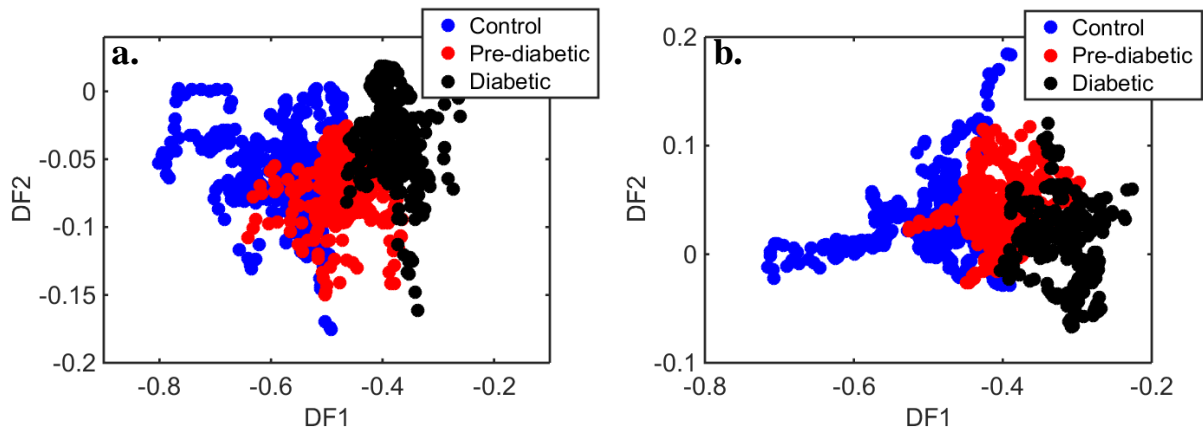 a.
Control
Pre-diabetic
Diabetic
0
-0.05
-0.1
-0.15
-0.2
DF2
-0.8
-0.6
-0.4
-0.2
DF1
b.
Control
Pre-diabetic
Diabetic
0.2
0.1
0
-0.1
DF2
-0.8
-0.6
-0.4
-0.2
DF1